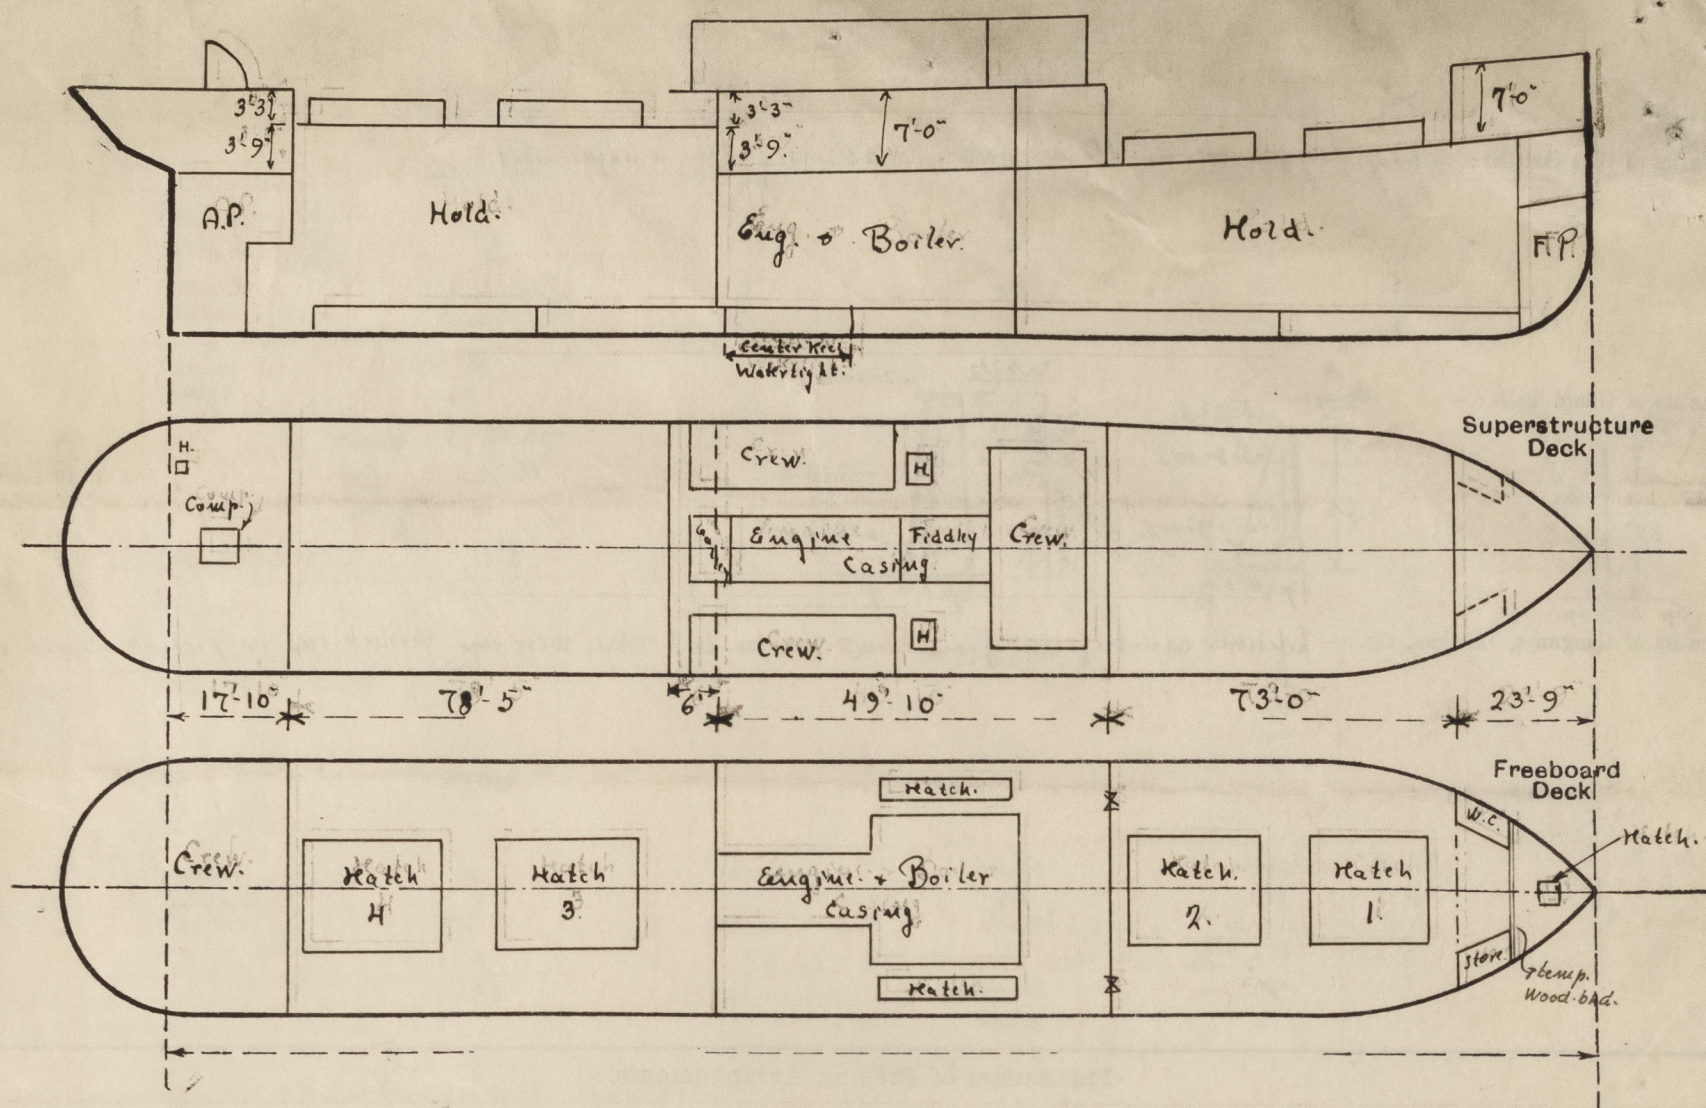 3'-3"
3'-9"
3'-3"
3'-9"
7'-0"
7'-0"
A.P.
Hold.
Eng. & Boiler.
Hold.
F.P.
Center Keel
Watertight.
Superstructure
Deck
H.
Comp.
Crew.
H
Galley
Engine
Casing
Fiddley
Crew.
Crew.
H
17'-10"
78'-5"
6'
49'-10"
73'-0"
23'-9"
Freeboard
Deck
Hatch.
W.C.
Hatch.
Crew.
Hatch
4
Hatch
3.
Engine & Boiler
Casing
Hatch.
2.
Hatch
1.
Hatch.
Store.
temp.
Wood-bhd.